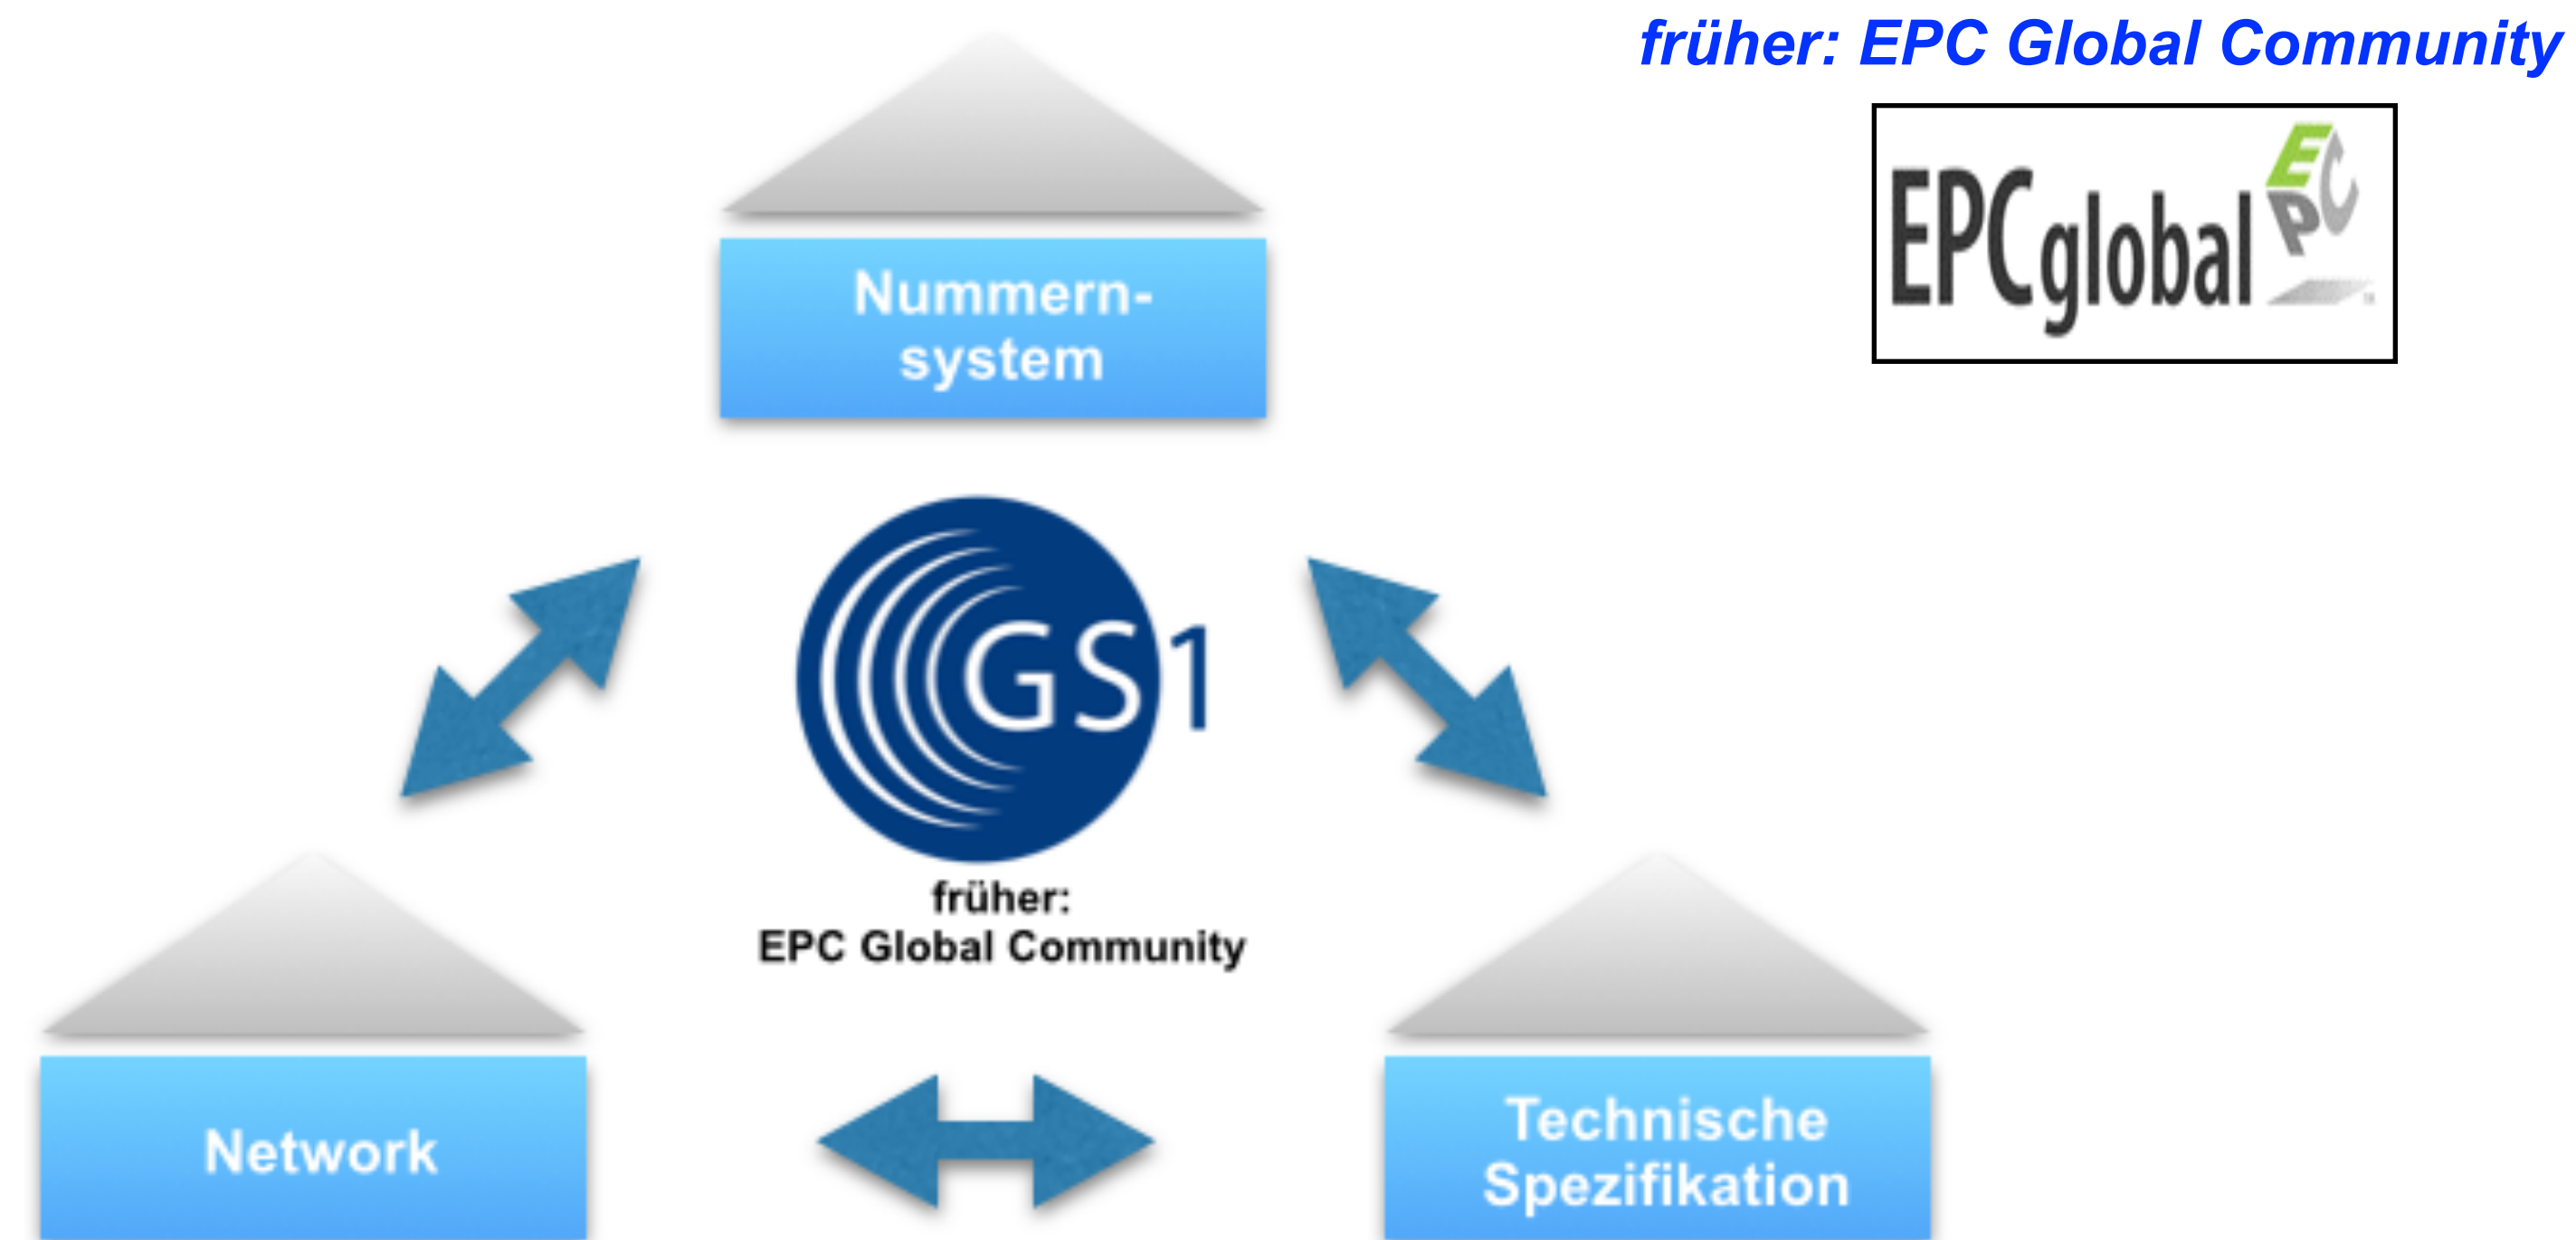 früher: EPC Global Community
EPCglobal
EPC
Nummern-
system
GS1
früher:
EPC Global Community
Network
Technische
Spezifikation